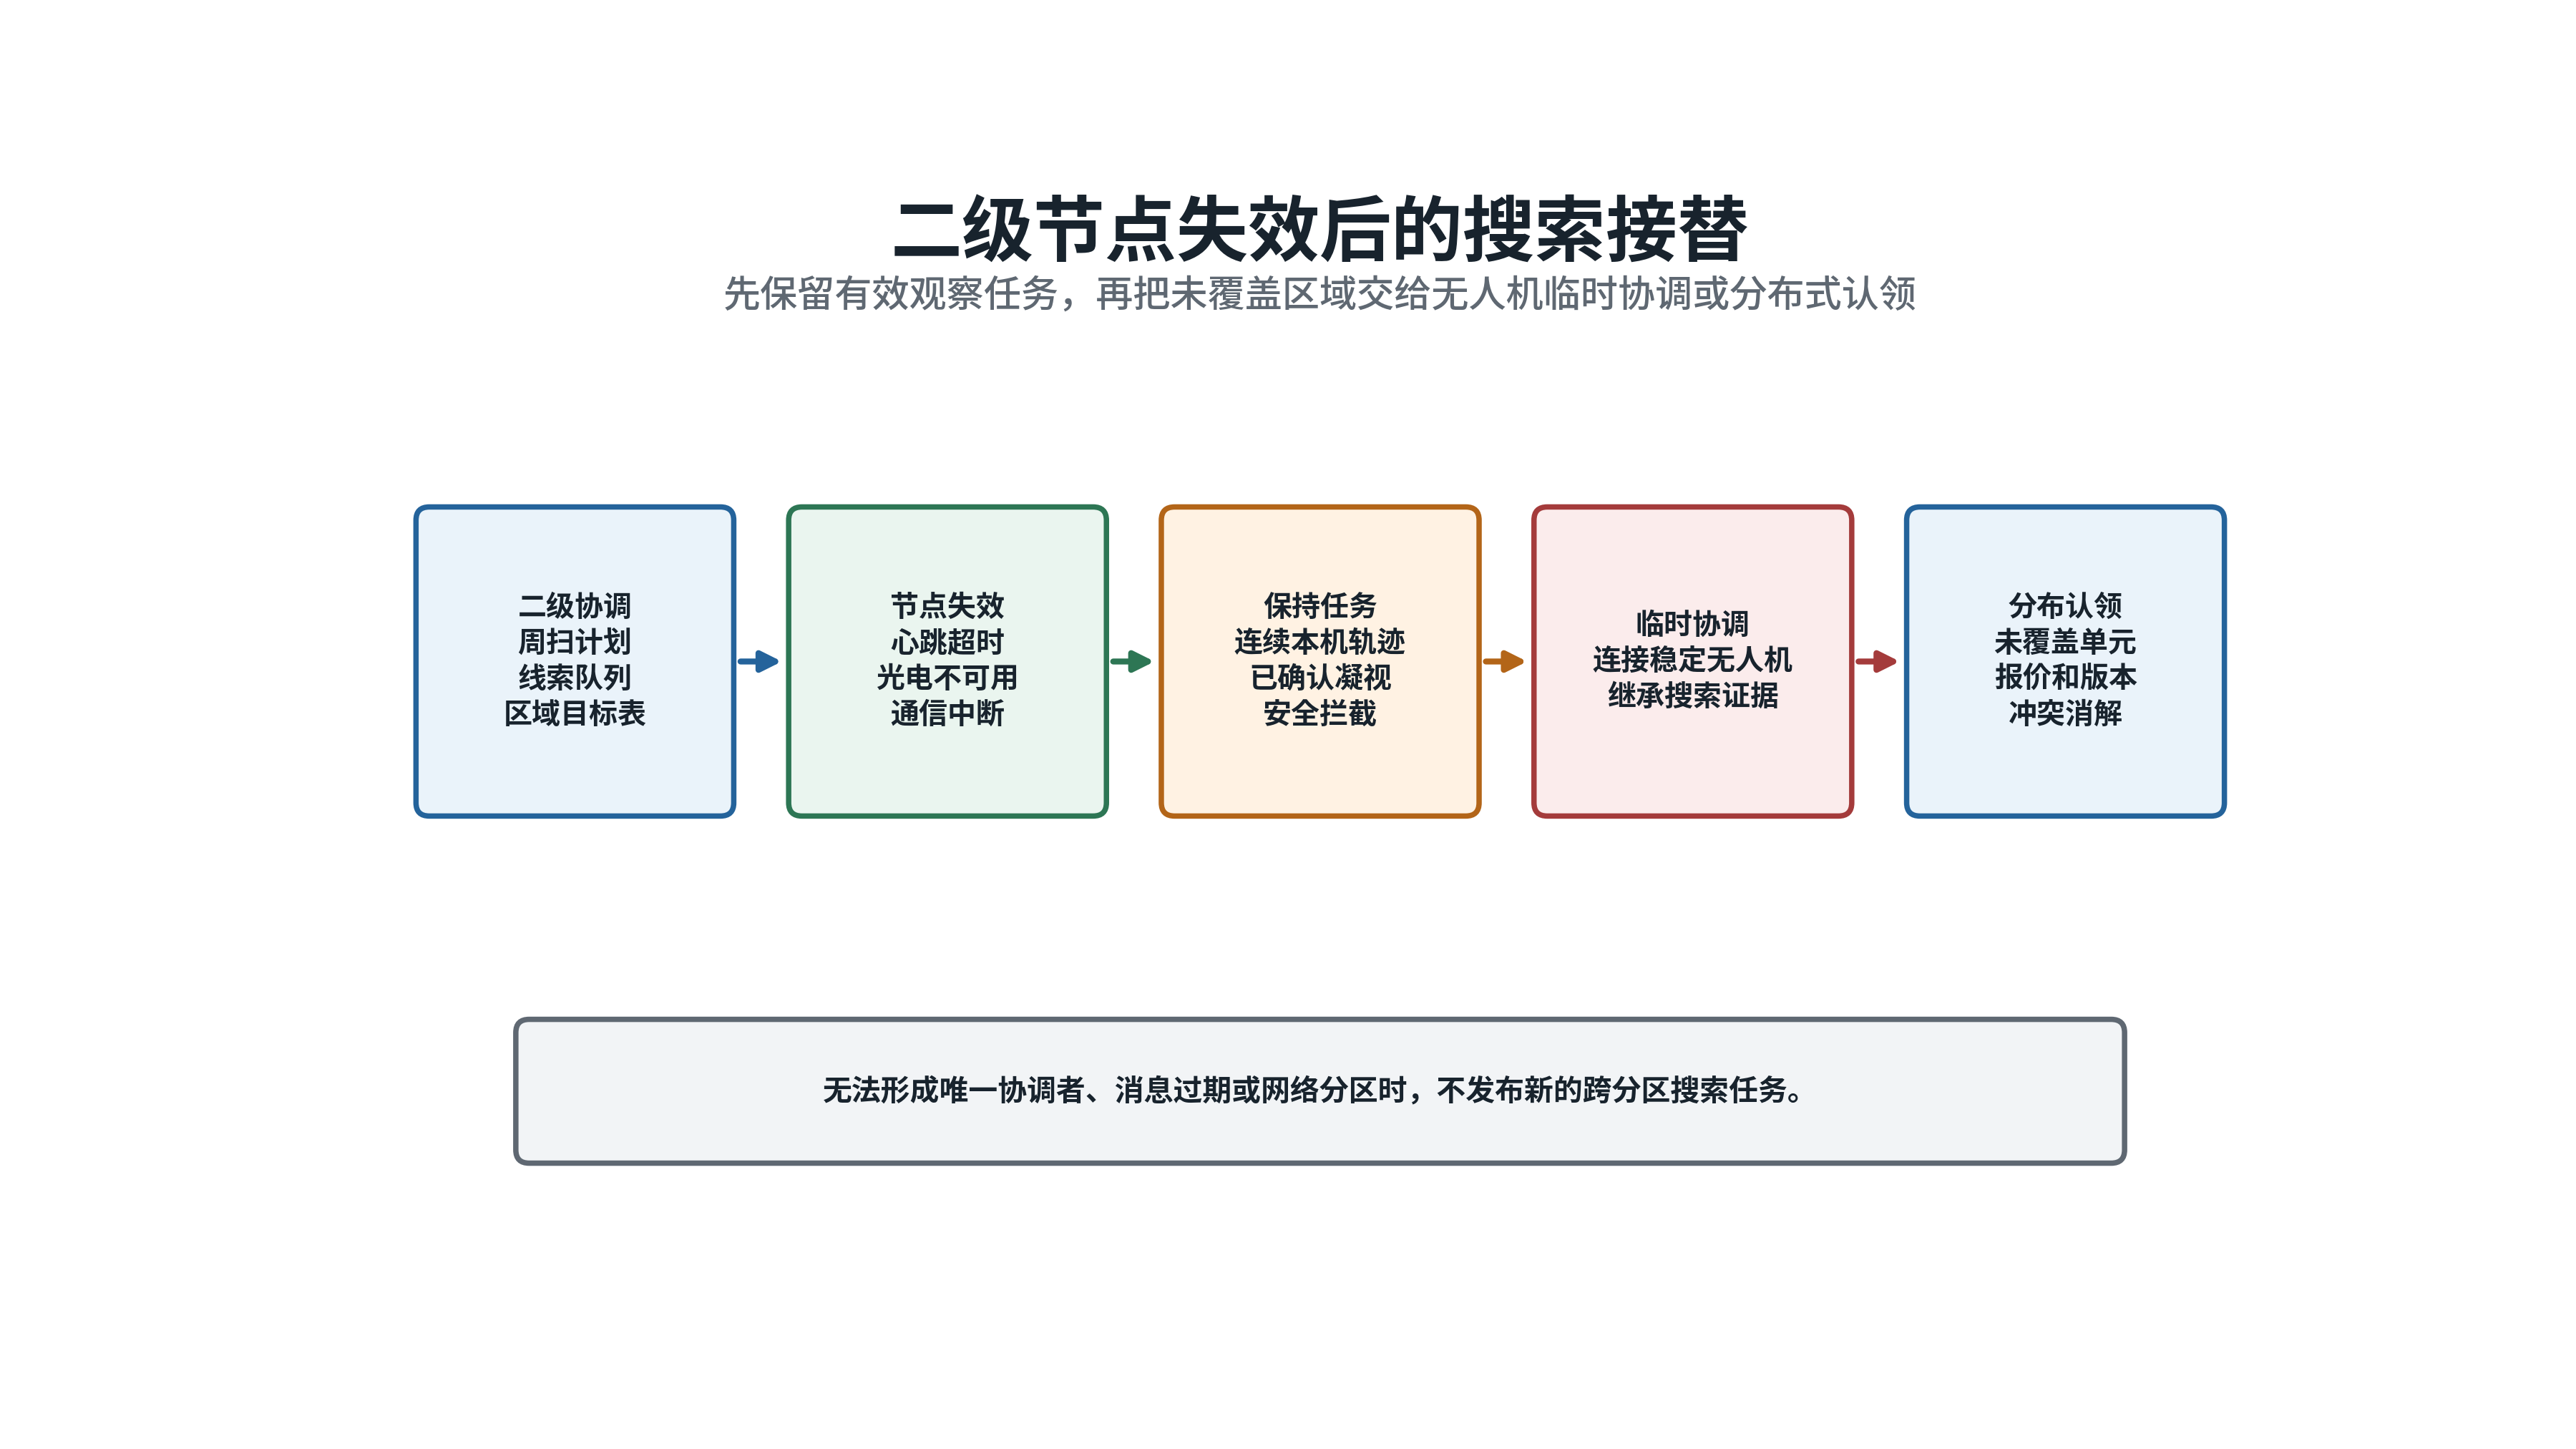 二级节点失效后的搜索接替
先保留有效观察任务，再把未覆盖区域交给无人机临时协调或分布式认领
二级协调
周扫计划
线索队列
区域目标表
节点失效
心跳超时
光电不可用
通信中断
保持任务
连续本机轨迹
已确认凝视
安全拦截
临时协调
连接稳定无人机
继承搜索证据
分布认领
未覆盖单元
报价和版本
冲突消解
无法形成唯一协调者、消息过期或网络分区时，不发布新的跨分区搜索任务。